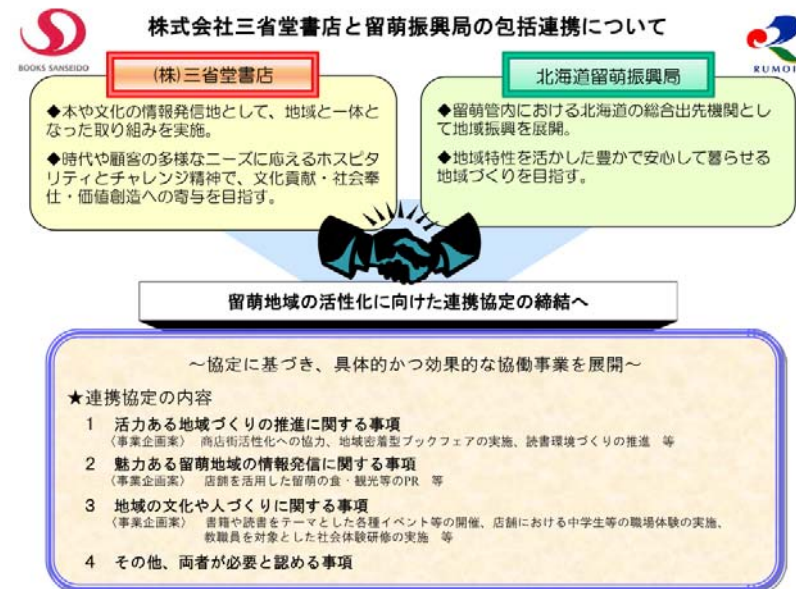 株式会社三省堂書店と留萌振興局の包括連携について
BOOKS SANSEIDO
RUMOI
(株)三省堂書店
◆本や文化の情報発信地として、地域と一体と
なった取り組みを実施。
◆時代や顧客の多様なニーズに応えるホスピタ
リティとチャレンジ精神で、文化貢献・社会奉
仕・価値創造への寄与を目指す。
北海道留萌振興局
◆留萌管内における北海道の総合出先機関とし
て地域振興を展開。
◆地域特性を活かした豊かで安心して暮らせる
地域づくりを目指す。
留萌地域の活性化に向けた連携協定の締結へ
～協定に基づき、具体的かつ効果的な協働事業を展開～
★連携協定の内容
1 活力ある地域づくりの推進に関する事項
〈事業企画案〉 商店街活性化への協力、地域密着型ブックフェアの実施、読書環境づくりの推進 等
2 魅力ある留萌地域の情報発信に関する事項
〈事業企画案〉 店舗を活用した留萌の食・観光等のPR 等
3 地域の文化や人づくりに関する事項
〈事業企画案〉 書籍や読書をテーマとした各種イベント等の開催、店舗における中学生等の職場体験の実施、
教職員を対象とした社会体験研修の実施 等
4 その他、両者が必要と認める事項